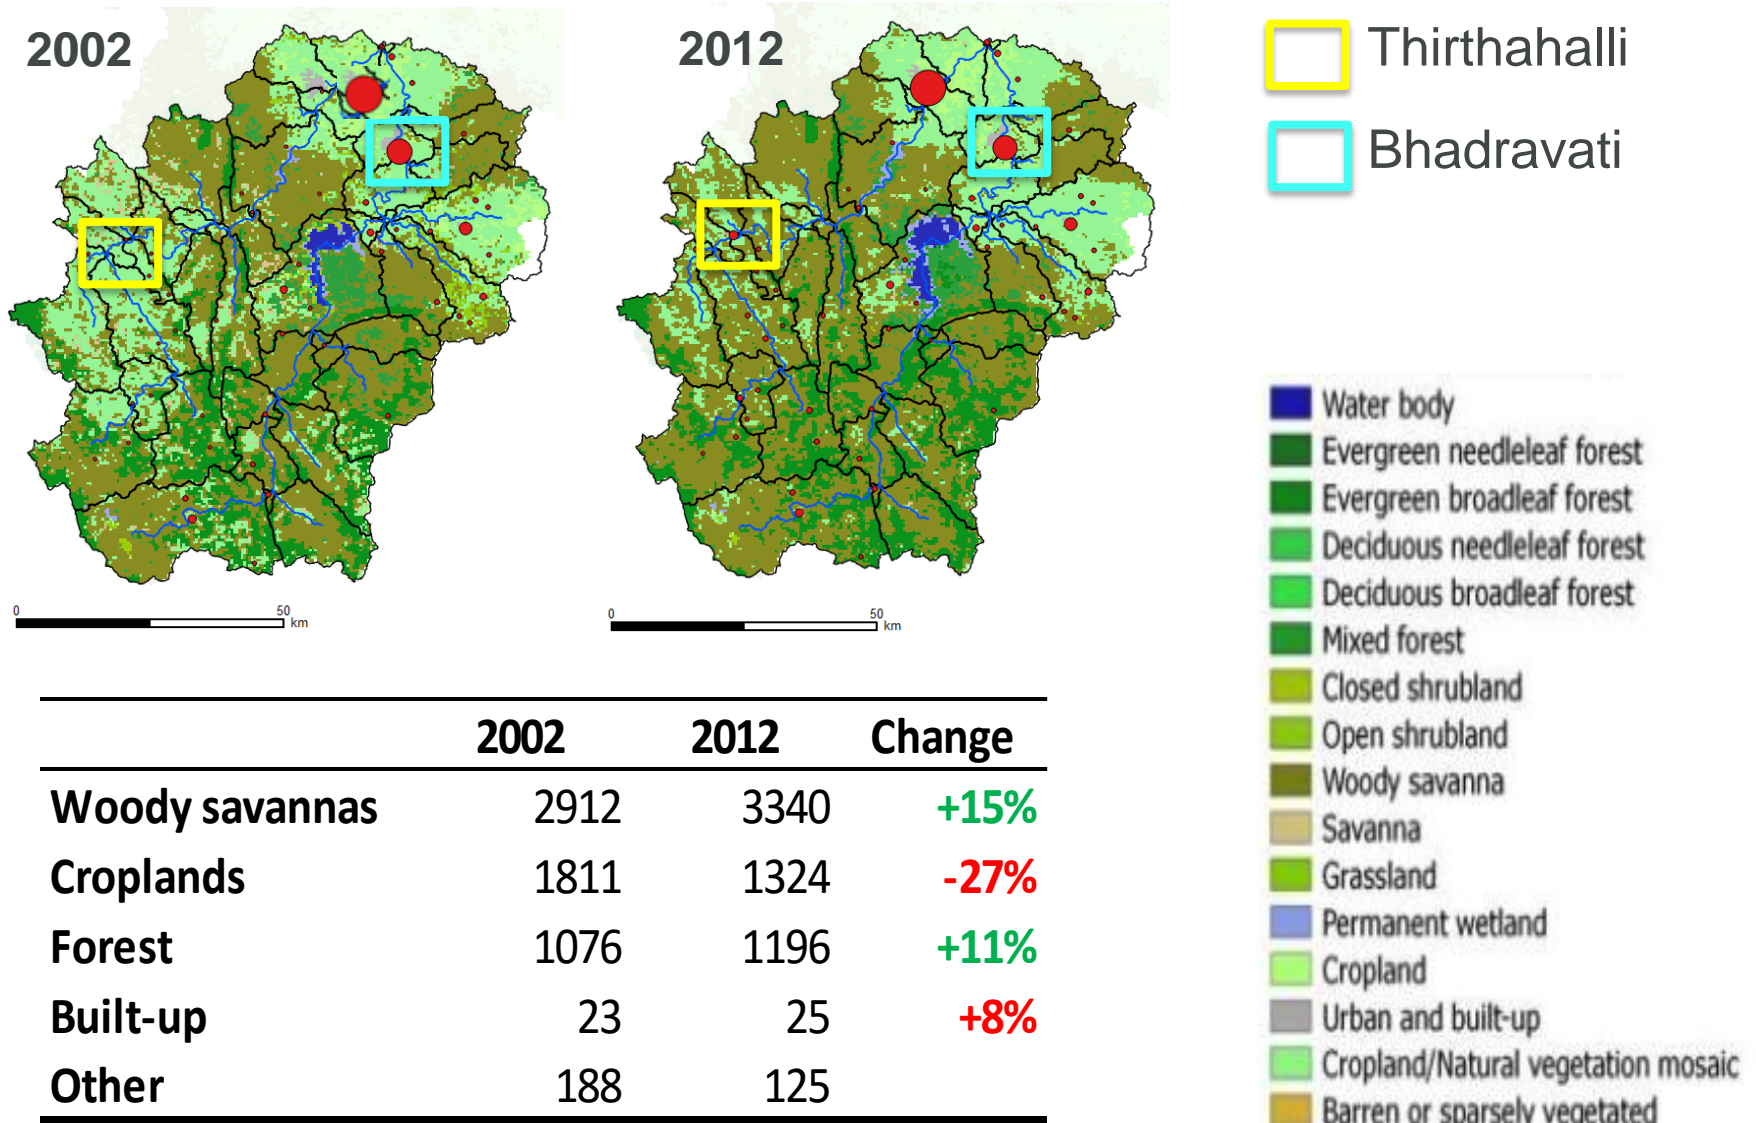 2002
2012
Thirthahalli
Bhadravati
0 50 km
0 50 km
Water body
Evergreen needleleaf forest
Evergreen broadleaf forest
Deciduous needleleaf forest
Deciduous broadleaf forest
Mixed forest
Closed shrubland
Open shrubland
Woody savanna
Savanna
Grassland
Permanent wetland
Cropland
Urban and built-up
Cropland/Natural vegetation mosaic
Barren or sparsely vegetated
2002 2012 Change
Woody savannas 2912 3340 +15%
Croplands 1811 1324 -27%
Forest 1076 1196 +11%
Built-up 23 25 +8%
Other 188 125